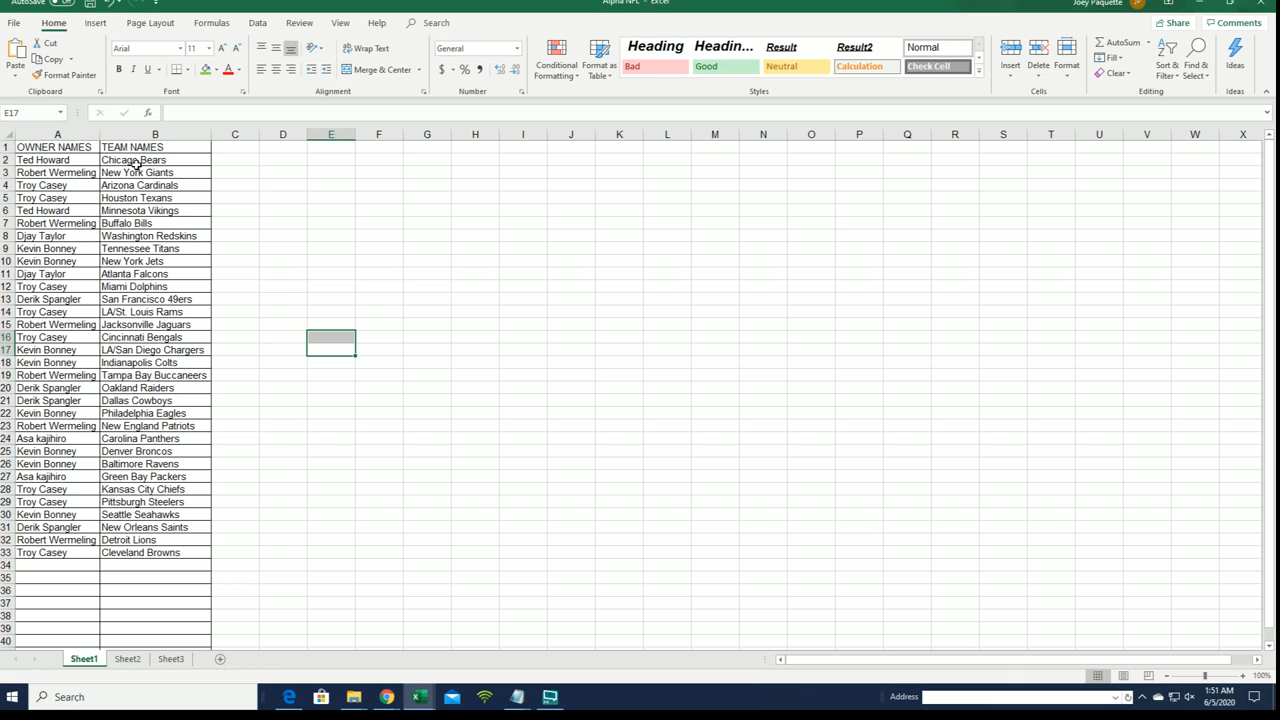 AutoSave Off Alpha NFL - Excel Joey Paquette JP
File Home Insert Page Layout Formulas Data Review View Help Search Share Comments
Paste Cut Copy Format Painter Clipboard
Arial 11 A A B I U A Font
Wrap Text Merge & Center Alignment
General $ % , Number
Conditional Formatting Format as Table
Heading Headin... Result Result2 Normal
Bad Good Neutral Calculation Check Cell
Styles
Insert Delete Format Cells
AutoSum Fill Clear Sort & Filter Find & Select Editing
Ideas Ideas
E17 fx
A B C D E F G H I J K L M N O P Q R S T U V W X
1 OWNER NAMES TEAM NAMES
2 Ted Howard Chicago Bears
3 Robert Wermeling New York Giants
4 Troy Casey Arizona Cardinals
5 Troy Casey Houston Texans
6 Ted Howard Minnesota Vikings
7 Robert Wermeling Buffalo Bills
8 Djay Taylor Washington Redskins
9 Kevin Bonney Tennessee Titans
10 Kevin Bonney New York Jets
11 Djay Taylor Atlanta Falcons
12 Troy Casey Miami Dolphins
13 Derik Spangler San Francisco 49ers
14 Troy Casey LA/St. Louis Rams
15 Robert Wermeling Jacksonville Jaguars
16 Troy Casey Cincinnati Bengals
17 Kevin Bonney LA/San Diego Chargers
18 Kevin Bonney Indianapolis Colts
19 Robert Wermeling Tampa Bay Buccaneers
20 Derik Spangler Oakland Raiders
21 Derik Spangler Dallas Cowboys
22 Kevin Bonney Philadelphia Eagles
23 Robert Wermeling New England Patriots
24 Asa kajihiro Carolina Panthers
25 Kevin Bonney Denver Broncos
26 Kevin Bonney Baltimore Ravens
27 Asa kajihiro Green Bay Packers
28 Troy Casey Kansas City Chiefs
29 Troy Casey Pittsburgh Steelers
30 Kevin Bonney Seattle Seahawks
31 Derik Spangler New Orleans Saints
32 Robert Wermeling Detroit Lions
33 Troy Casey Cleveland Browns
34
35
36
37
38
39
40
Sheet1 Sheet2 Sheet3
100%
Search Address 1:51 AM
6/5/2020